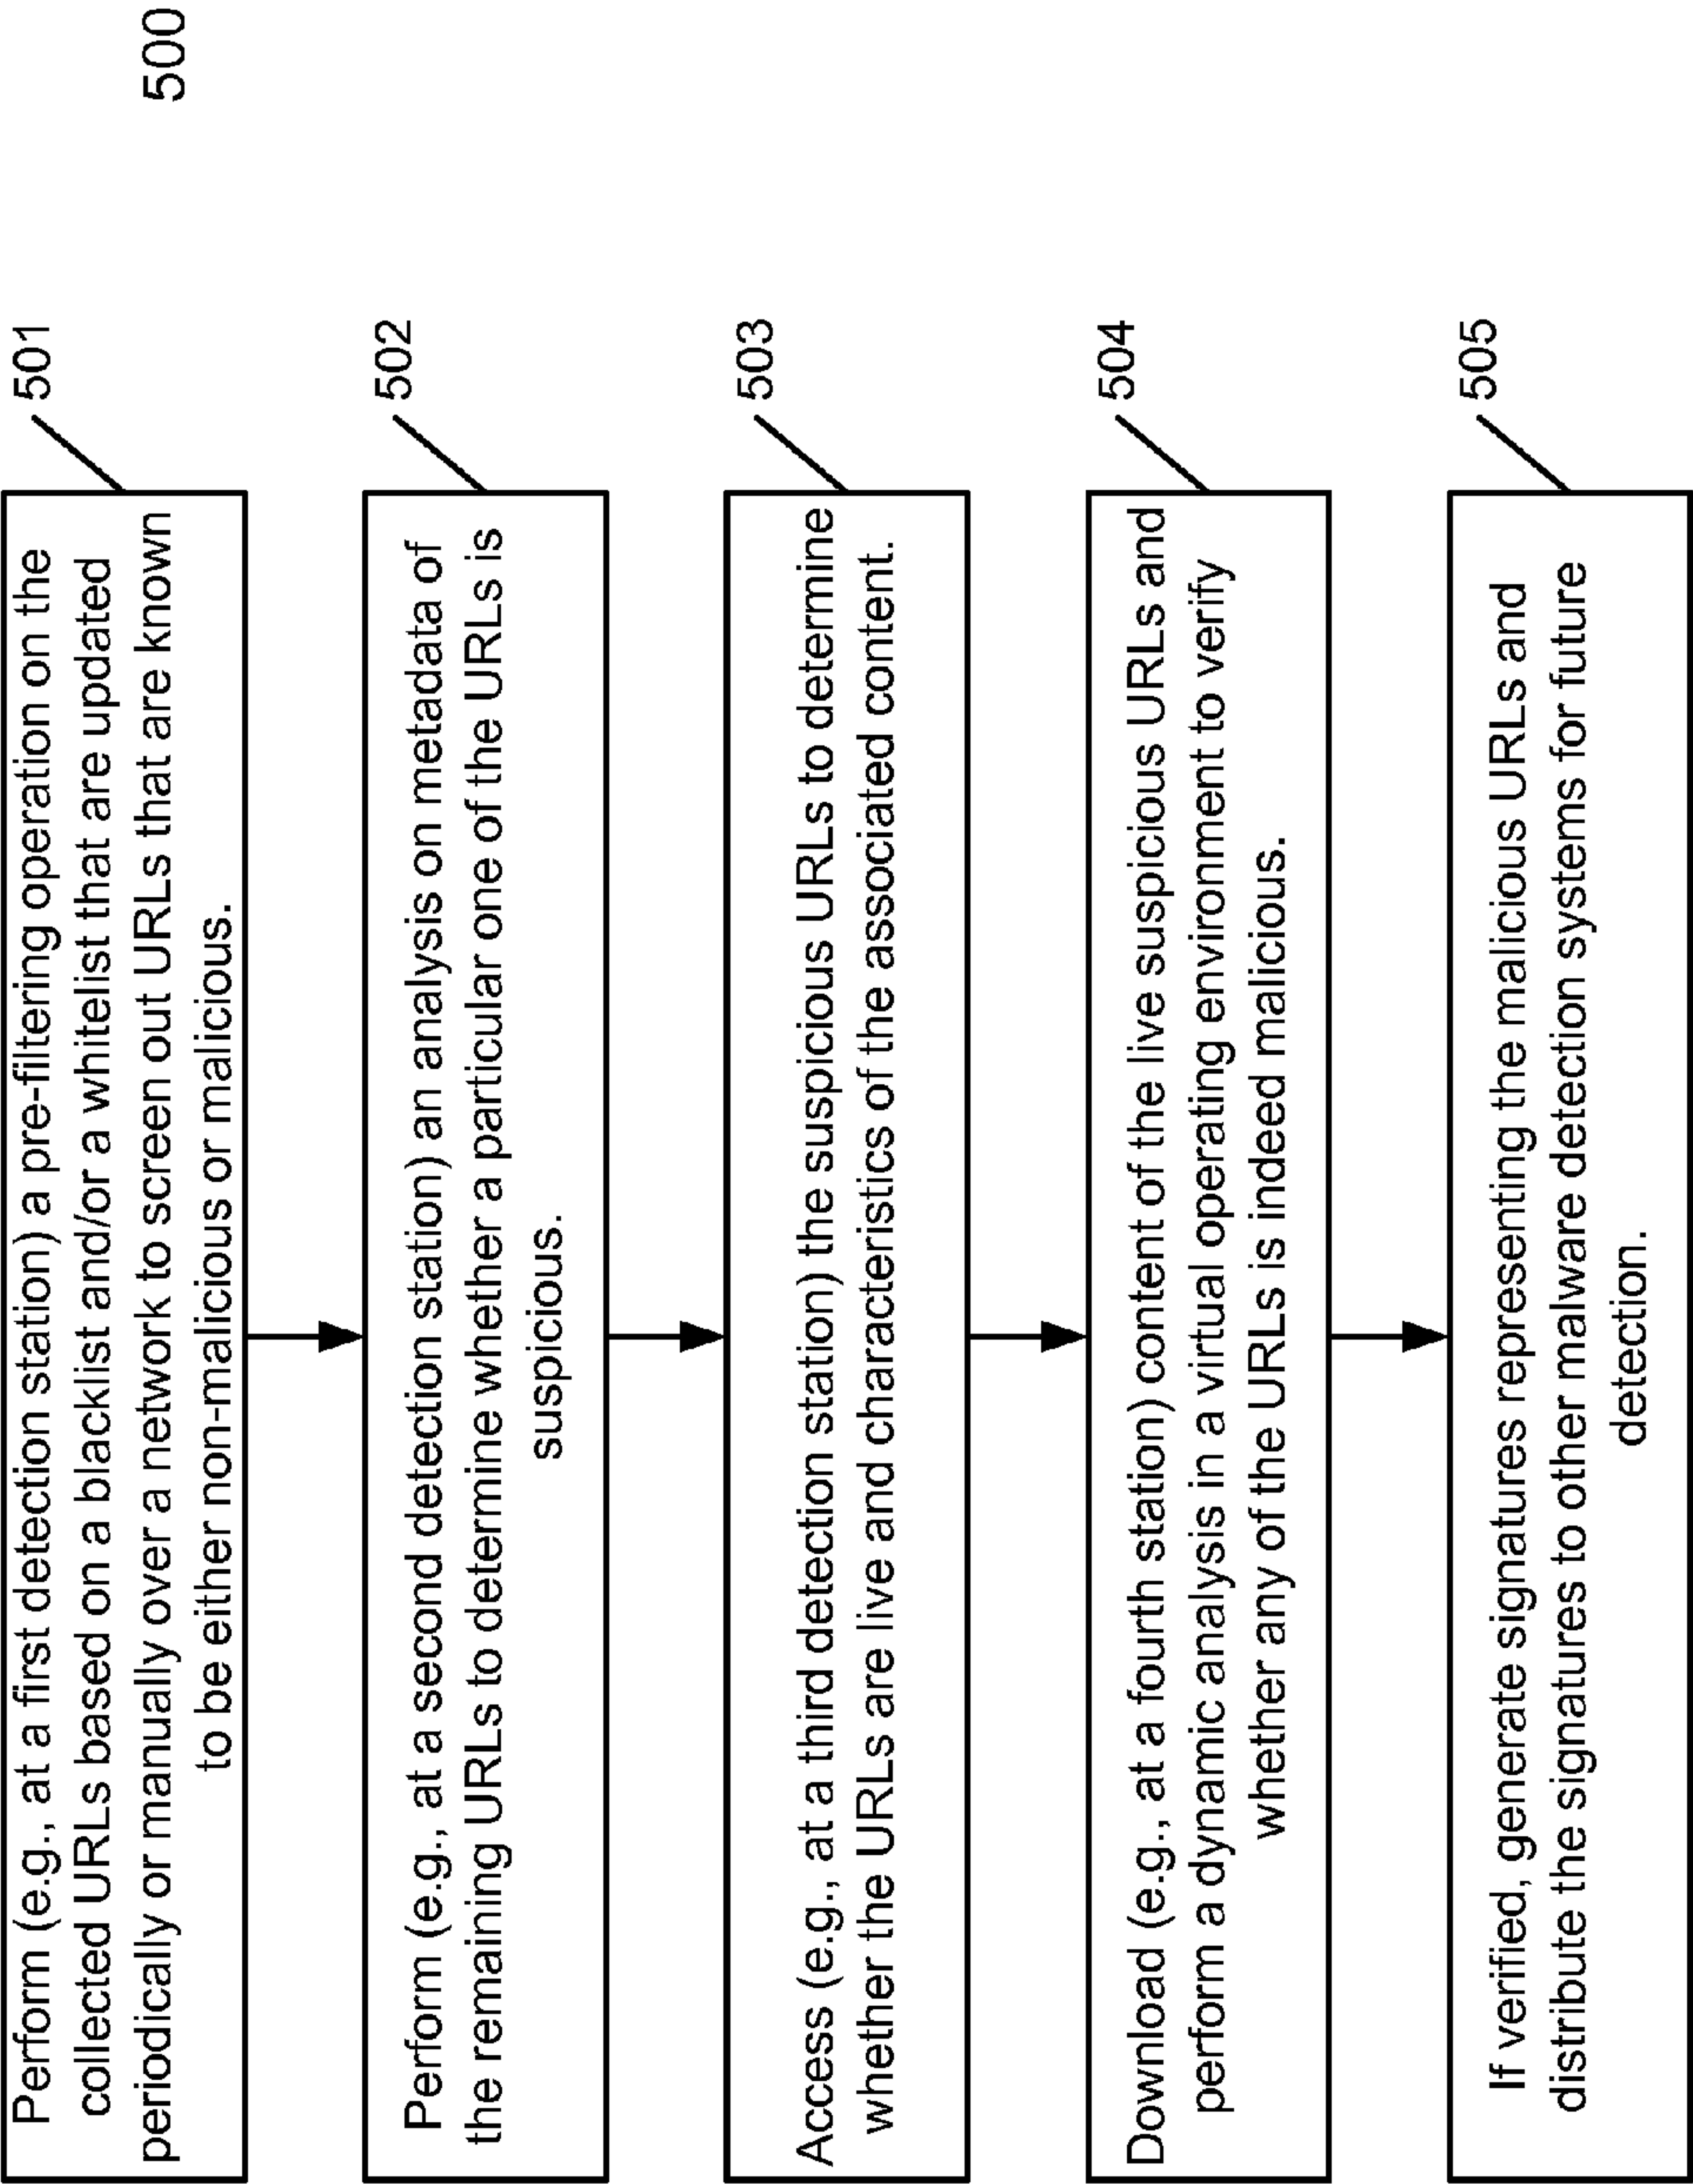 Perform (e.g., at a first detection station) a pre-filtering operation on the
collected URLs based on a blacklist and/or a whitelist that are updated
periodically or manually over a network to screen out URLs that are known
to be either non-malicious or malicious.
501
500
Perform (e.g., at a second detection station) an analysis on metadata of
the remaining URLs to determine whether a particular one of the URLs is
suspicious.
502
Access (e.g., at a third detection station) the suspicious URLs to determine
whether the URLs are live and characteristics of the associated content.
503
Download (e.g., at a fourth station) content of the live suspicious URLs and
perform a dynamic analysis in a virtual operating environment to verify
whether any of the URLs is indeed malicious.
504
If verified, generate signatures representing the malicious URLs and
distribute the signatures to other malware detection systems for future
detection.
505